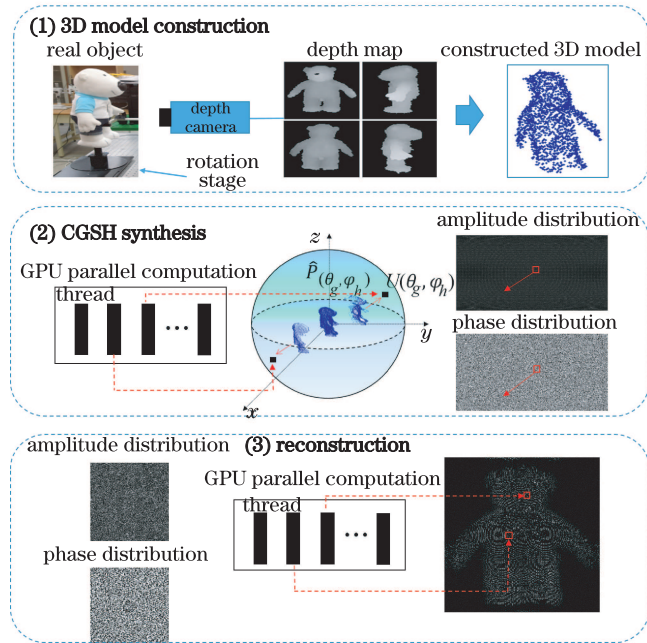 (1) 3D model construction
real object
depth map
constructed 3D model
depth
camera
rotation
stage
(2) CGSH synthesis
GPU parallel computation
thread
z
P̂(θg,φh)
U(θg,φh)
y
x
amplitude distribution
phase distribution
(3) reconstruction
amplitude distribution
GPU parallel computation
thread
phase distribution